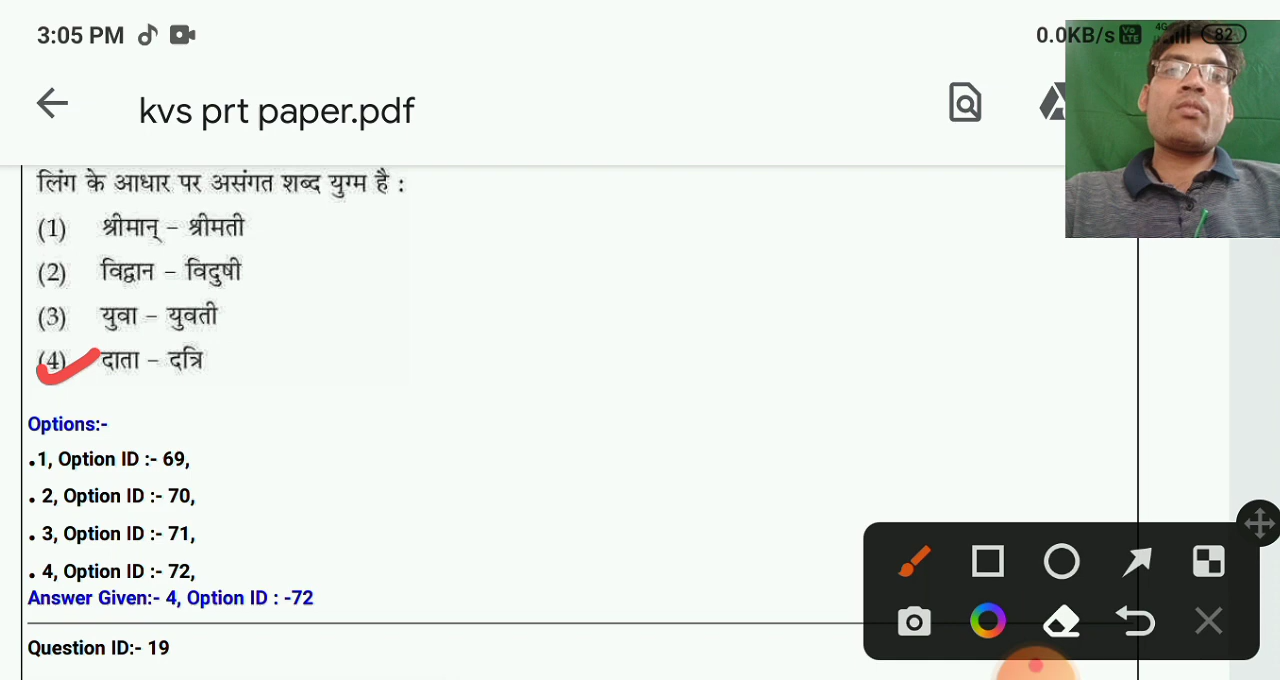 3:05 PM
0.0KB/s VoLTE 4G 82
kvs prt paper.pdf
लिंग के आधार पर असंगत शब्द युग्म है :
(1) श्रीमान् – श्रीमती
(2) विद्वान – विदुषी
(3) युवा – युवती
(4) दाता – दत्रि
Options:-
.1, Option ID :- 69,
. 2, Option ID :- 70,
. 3, Option ID :- 71,
. 4, Option ID :- 72,
Answer Given:- 4, Option ID : -72
Question ID:- 19